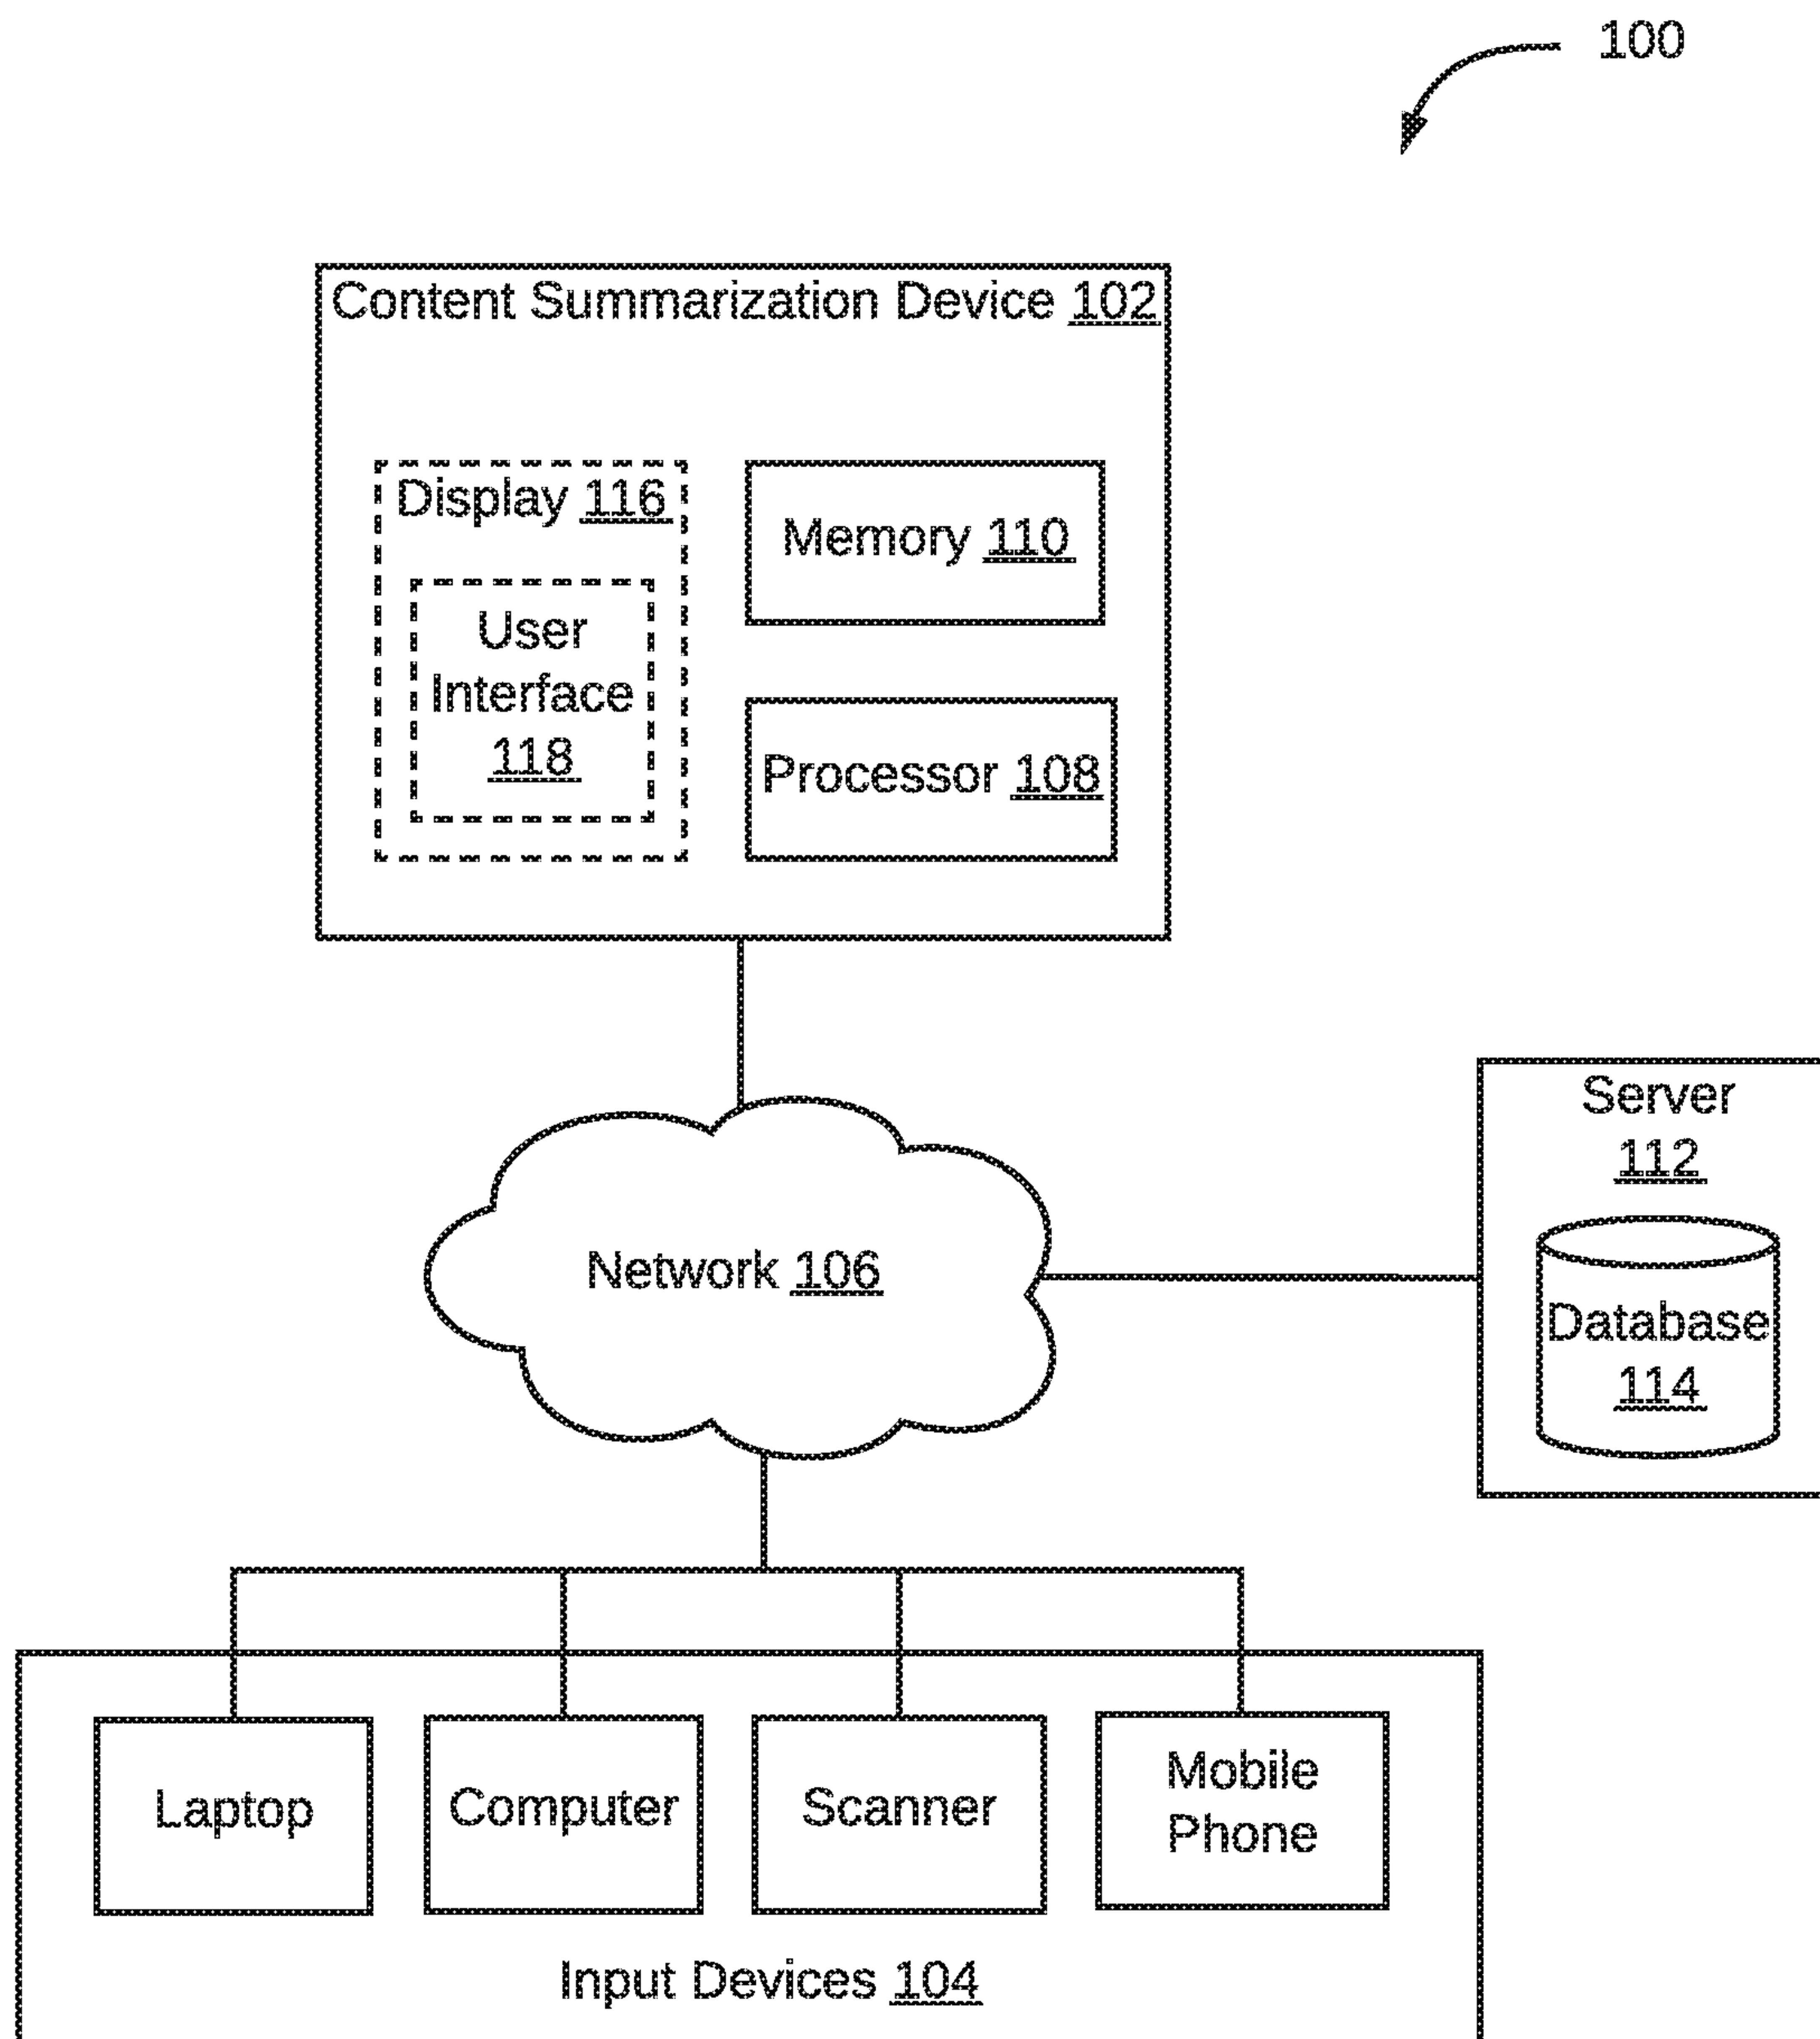 100
Content Summarization Device 102
Display 116
User
Interface
118
Memory 110
Processor 108
Network 106
Server
112
Database
114
Laptop
Computer
Scanner
Mobile
Phone
Input Devices 104